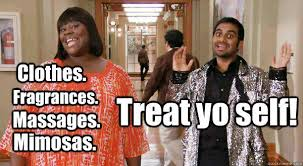 Clothes.
Fragrances.
Massages.
Mimosas.
Treat yo self!